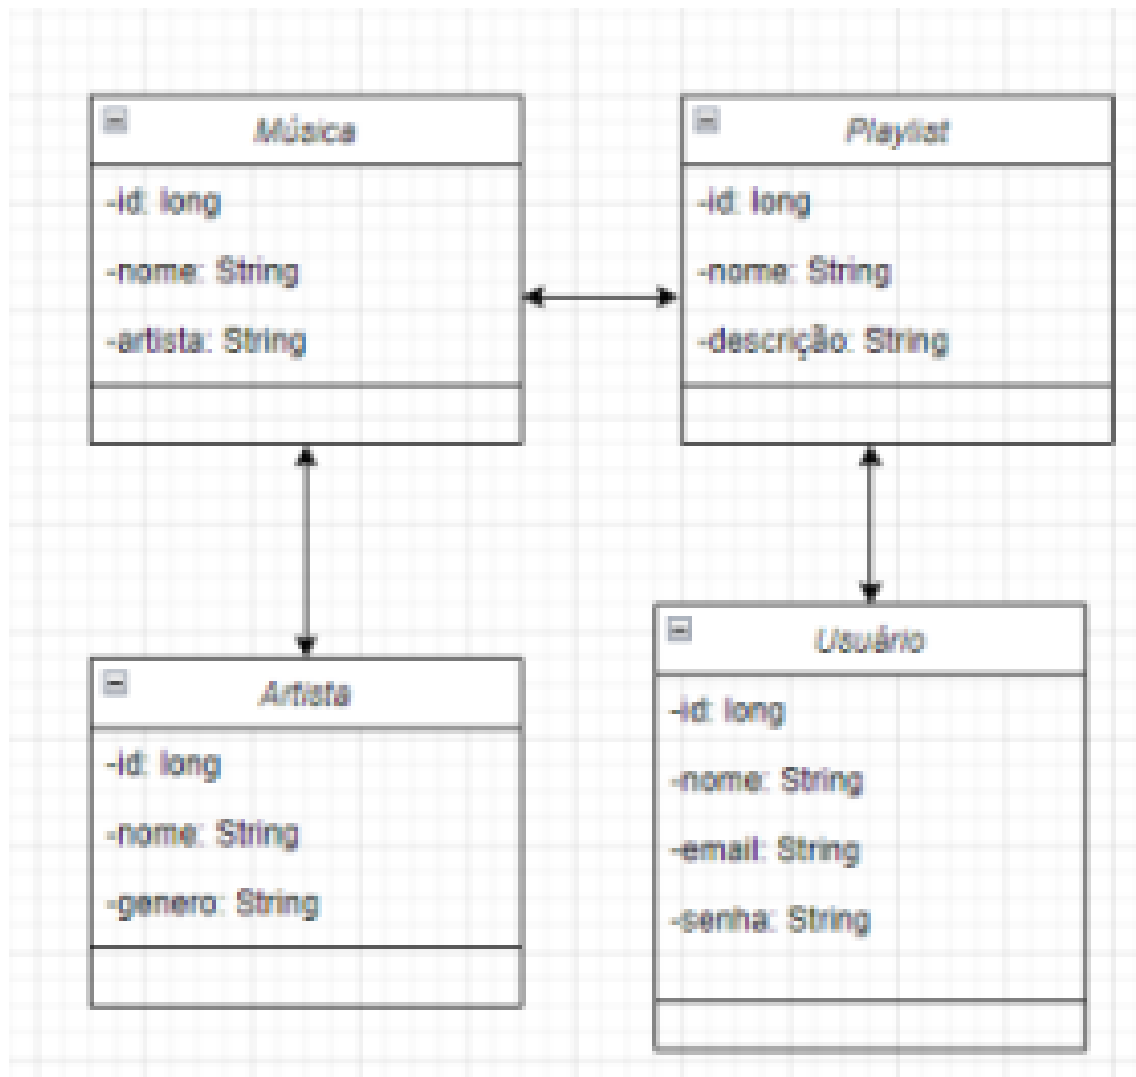 Música
-id: long
-nome: String
-artista: String
Playlist
-id: long
-nome: String
-descrição: String
Artista
-id: long
-nome: String
-genero: String
Usuário
-id: long
-nome: String
-email: String
-senha: String